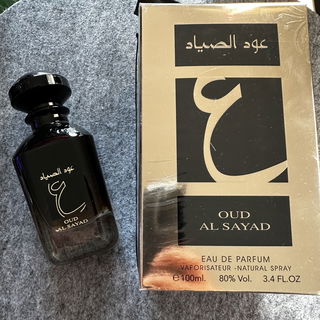 عود الصياد
ع
OUD
AL SAYAD
عود الصياد
ع
OUD
AL SAYAD
EAU DE PARFUM
VAPORISATEUR -NATURAL SPRAY
℮100ml. 80% Vol. 3.4 FL.OZ